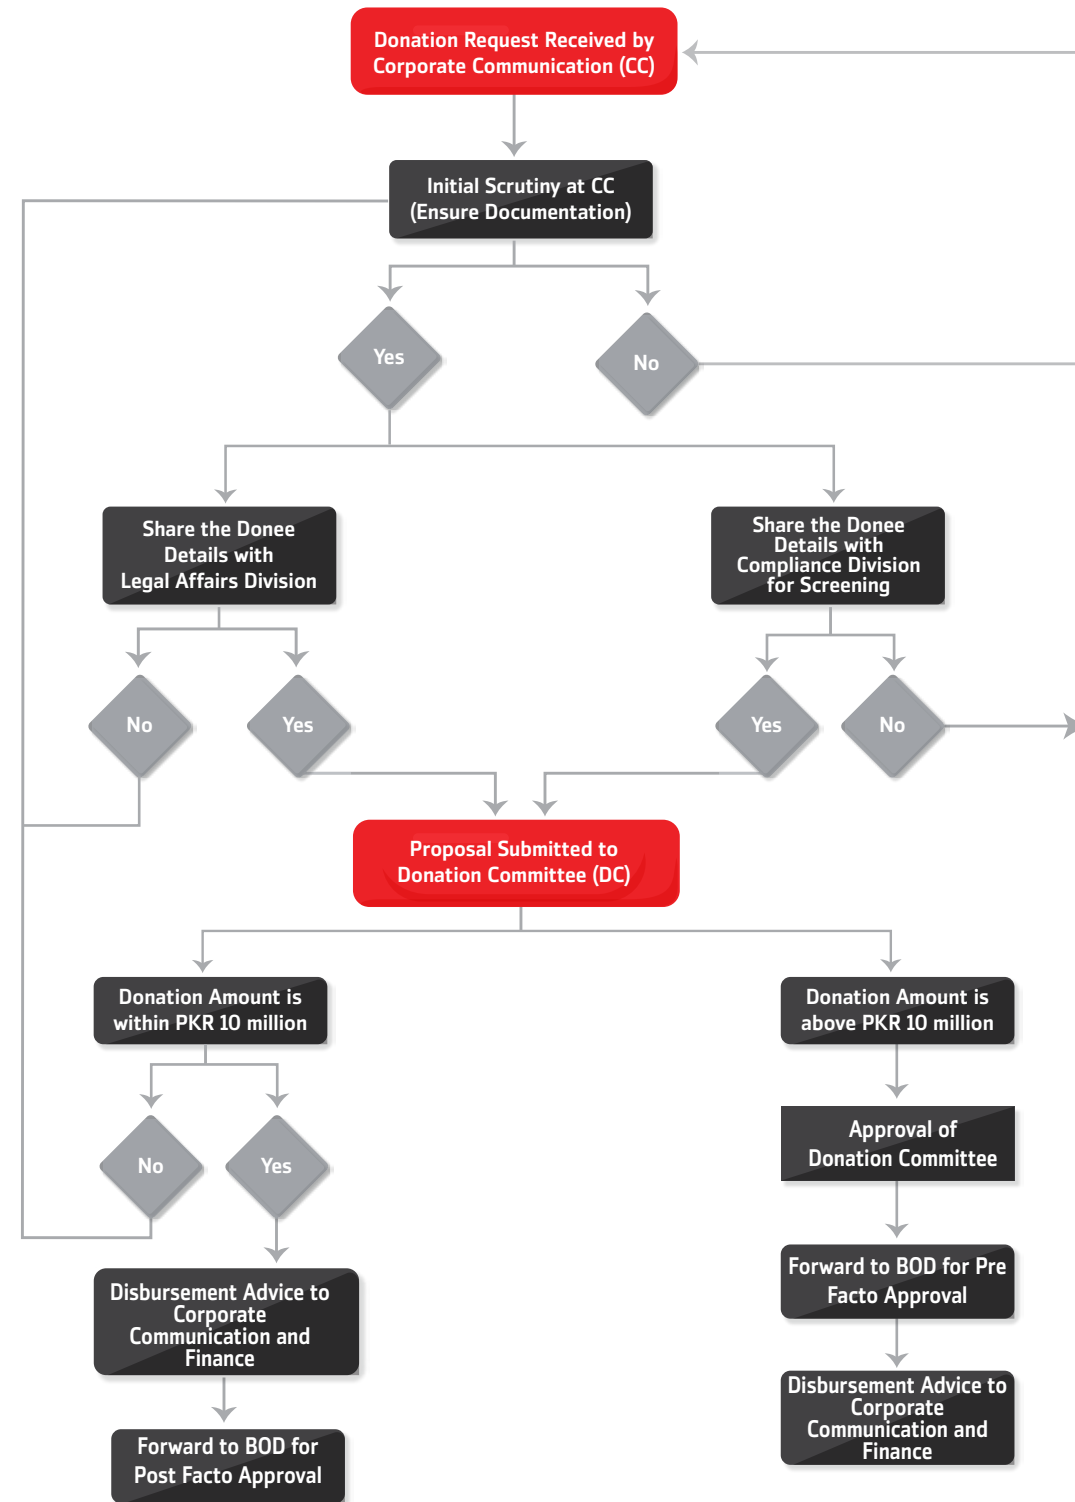 Donation Request Received by
Corporate Communication (CC)
Initial Scrutiny at CC
(Ensure Documentation)
Yes
No
Share the Donee
Details with
Legal Affairs Division
Share the Donee
Details with
Compliance Division
for Screening
No
Yes
Yes
No
Proposal Submitted to
Donation Committee (DC)
Donation Amount is
within PKR 10 million
Donation Amount is
above PKR 10 million
No
Yes
Approval of
Donation Committee
Disbursement Advice to
Corporate
Communication and
Finance
Forward to BOD for Pre
Facto Approval
Forward to BOD for
Post Facto Approval
Disbursement Advice to
Corporate
Communication and
Finance